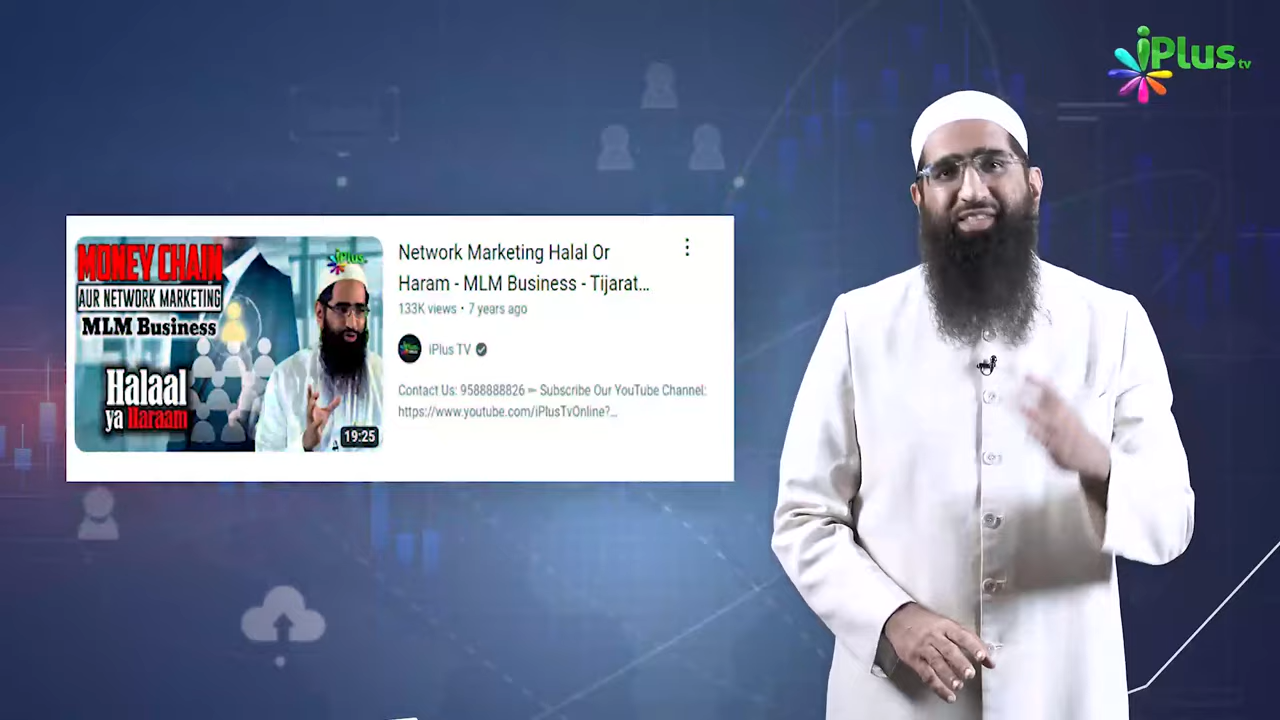 iPlus tv
MONEY CHAIN
AUR NETWORK MARKETING
MLM Business
Halaal
ya Haraam
iPlus
19:25
Network Marketing Halal Or
Haram - MLM Business - Tijarat...
133K views • 7 years ago
iPlus TV
Contact Us: 9588888826 ➳ Subscribe Our YouTube Channel:
https://www.youtube.com/iPlusTvOnline?...